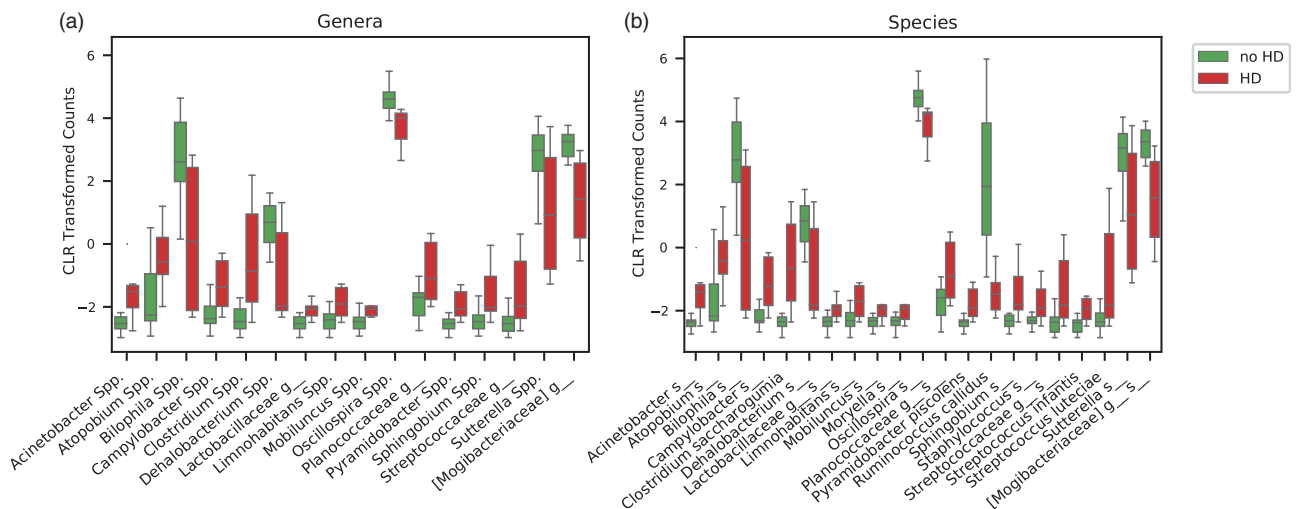 (a)
Genera
CLR Transformed Counts
6
4
2
0
−2
Acinetobacter Spp.
Atopobium Spp.
Bilophila Spp.
Campylobacter Spp.
Clostridium Spp.
Dehalobacterium Spp.
Lactobacillaceae g__
Limnohabitans Spp.
Mobiluncus Spp.
Oscillospira Spp.
Planococcaceae g__
Pyramidobacter Spp.
Sphingobium Spp.
Streptococcaceae g__
Sutterella Spp.
[Mogibacteriaceae] g__
(b)
Species
CLR Transformed Counts
6
4
2
0
−2
Acinetobacter s__
Atopobium s__
Bilophila s__
Campylobacter s__
Clostridium saccharogumia
Dehalobacterium s__
Lactobacillaceae g__s__
Limnohabitans s__
Mobiluncus s__
Moryella s__
Oscillospira s__
Planococcaceae g__s__
Pyramidobacter piscolens
Ruminococcus callidus
Sphingobium s__
Staphylococcus s__
Streptococcaceae g__s__
Streptococcus infantis
Streptococcus luteciae
Sutterella s__
[Mogibacteriaceae] g__s__
no HD
HD